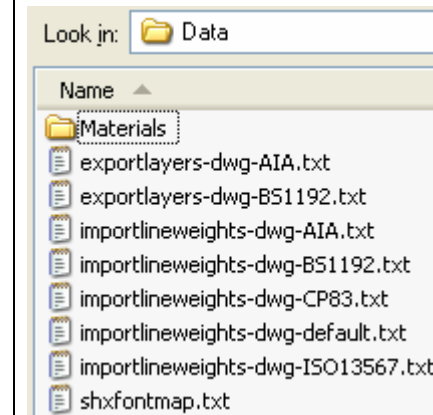 Look in: Data
Name
Materials
exportlayers-dwg-AIA.txt
exportlayers-dwg-BS1192.txt
importlineweights-dwg-AIA.txt
importlineweights-dwg-BS1192.txt
importlineweights-dwg-CP83.txt
importlineweights-dwg-default.txt
importlineweights-dwg-ISO13567.txt
shxfontmap.txt